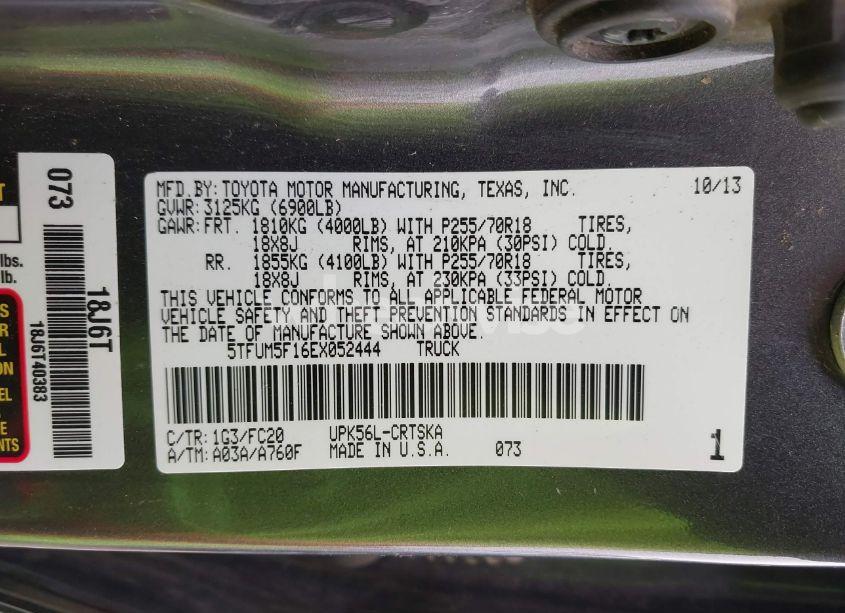 MFD.BY:TOYOTA MOTOR MANUFACTURING, TEXAS, INC. 10/13
GVWR:3125KG (6900LB)
GAWR:FRT. 1810KG (4000LB) WITH P255/70R18 TIRES,
18X8J RIMS, AT 210KPA (30PSI) COLD.
RR. 1855KG (4100LB) WITH P255/70R18 TIRES,
18X8J RIMS, AT 230KPA (33PSI) COLD.
THIS VEHICLE CONFORMS TO ALL APPLICABLE FEDERAL MOTOR
VEHICLE SAFETY AND THEFT PREVENTION STANDARDS IN EFFECT ON
THE DATE OF MANUFACTURE SHOWN ABOVE.
5TFUM5F16EX052444 TRUCK
C/TR: 1G3/FC20 UPK56L-CRTSKA
A/TM: A03A/A760F MADE IN U.S.A. 073 1
073
18J6T
18J6T40383
lbs.
lb.